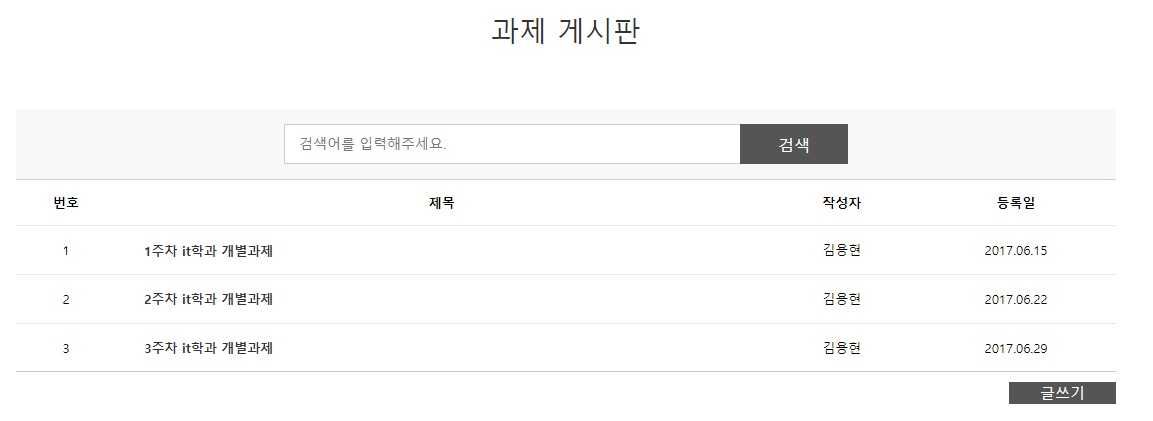 과제 게시판
검색어를 입력해주세요. 검색
번호 제목 작성자 등록일
1 1주차 it학과 개별과제 김용현 2017.06.15
2 2주차 it학과 개별과제 김용현 2017.06.22
3 3주차 it학과 개별과제 김용현 2017.06.29
글쓰기